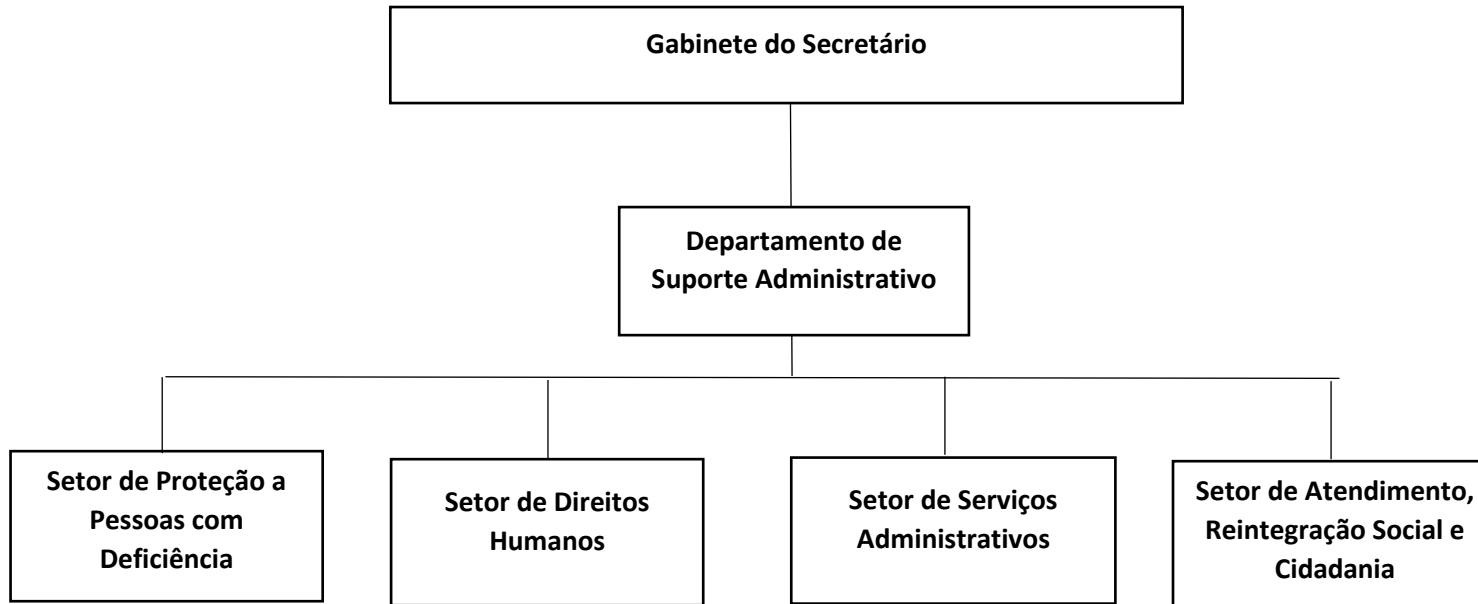 Gabinete do Secretário
Departamento de
Suporte Administrativo
Setor de Proteção a
Pessoas com
Deficiência
Setor de Direitos
Humanos
Setor de Serviços
Administrativos
Setor de Atendimento,
Reintegração Social e
Cidadania